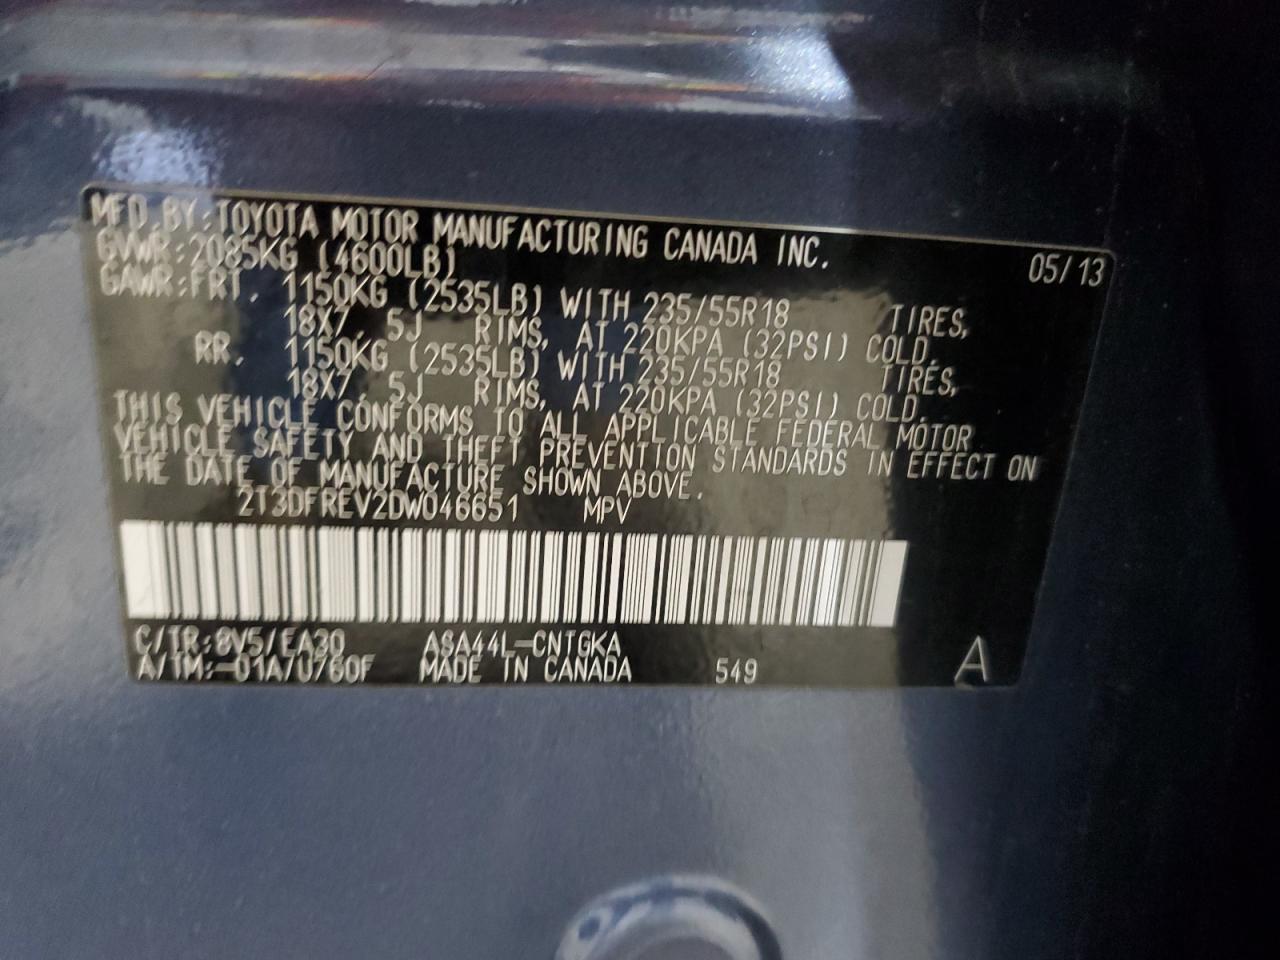 MFD.BY:TOYOTA MOTOR MANUFACTURING CANADA INC. 05/13
GVWR:2085KG (4600LB)
GAWR:FRT. 1150KG (2535LB) WITH 235/55R18 TIRES,
18X7.5J RIMS, AT 220KPA (32PSI) COLD.
RR. 1150KG (2535LB) WITH 235/55R18 TIRES,
18X7.5J RIMS, AT 220KPA (32PSI) COLD.
THIS VEHICLE CONFORMS TO ALL APPLICABLE FEDERAL MOTOR
VEHICLE SAFETY AND THEFT PREVENTION STANDARDS IN EFFECT ON
THE DATE OF MANUFACTURE SHOWN ABOVE.
2T3DFREV2DW046651 MPV
C/TR:8V5/EA30 ASA44L-CNTGKA
A/TM:-01A/U760F MADE IN CANADA 549 A